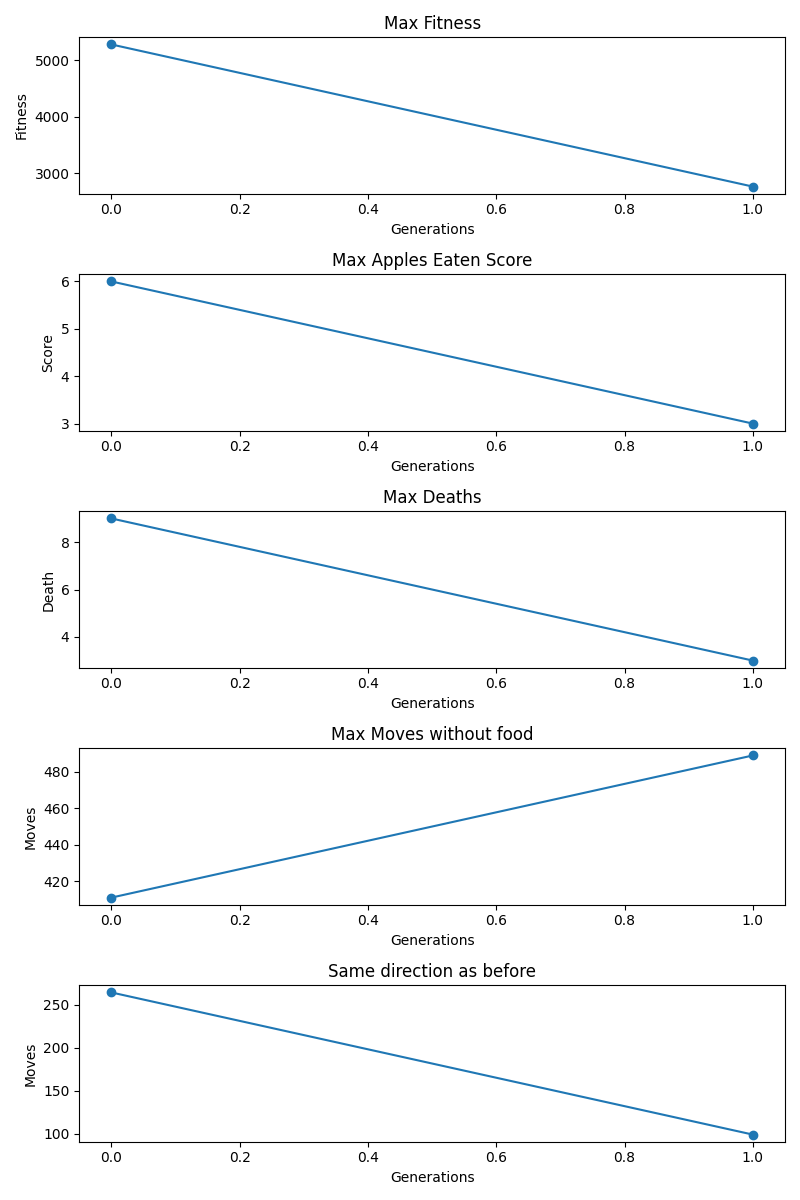 Max Fitness
5000
4000
3000
Fitness
0.0 0.2 0.4 0.6 0.8 1.0
Generations
Max Apples Eaten Score
6
5
4
3
Score
0.0 0.2 0.4 0.6 0.8 1.0
Generations
Max Deaths
8
6
4
Death
0.0 0.2 0.4 0.6 0.8 1.0
Generations
Max Moves without food
480
460
440
420
Moves
0.0 0.2 0.4 0.6 0.8 1.0
Generations
Same direction as before
250
200
150
100
Moves
0.0 0.2 0.4 0.6 0.8 1.0
Generations